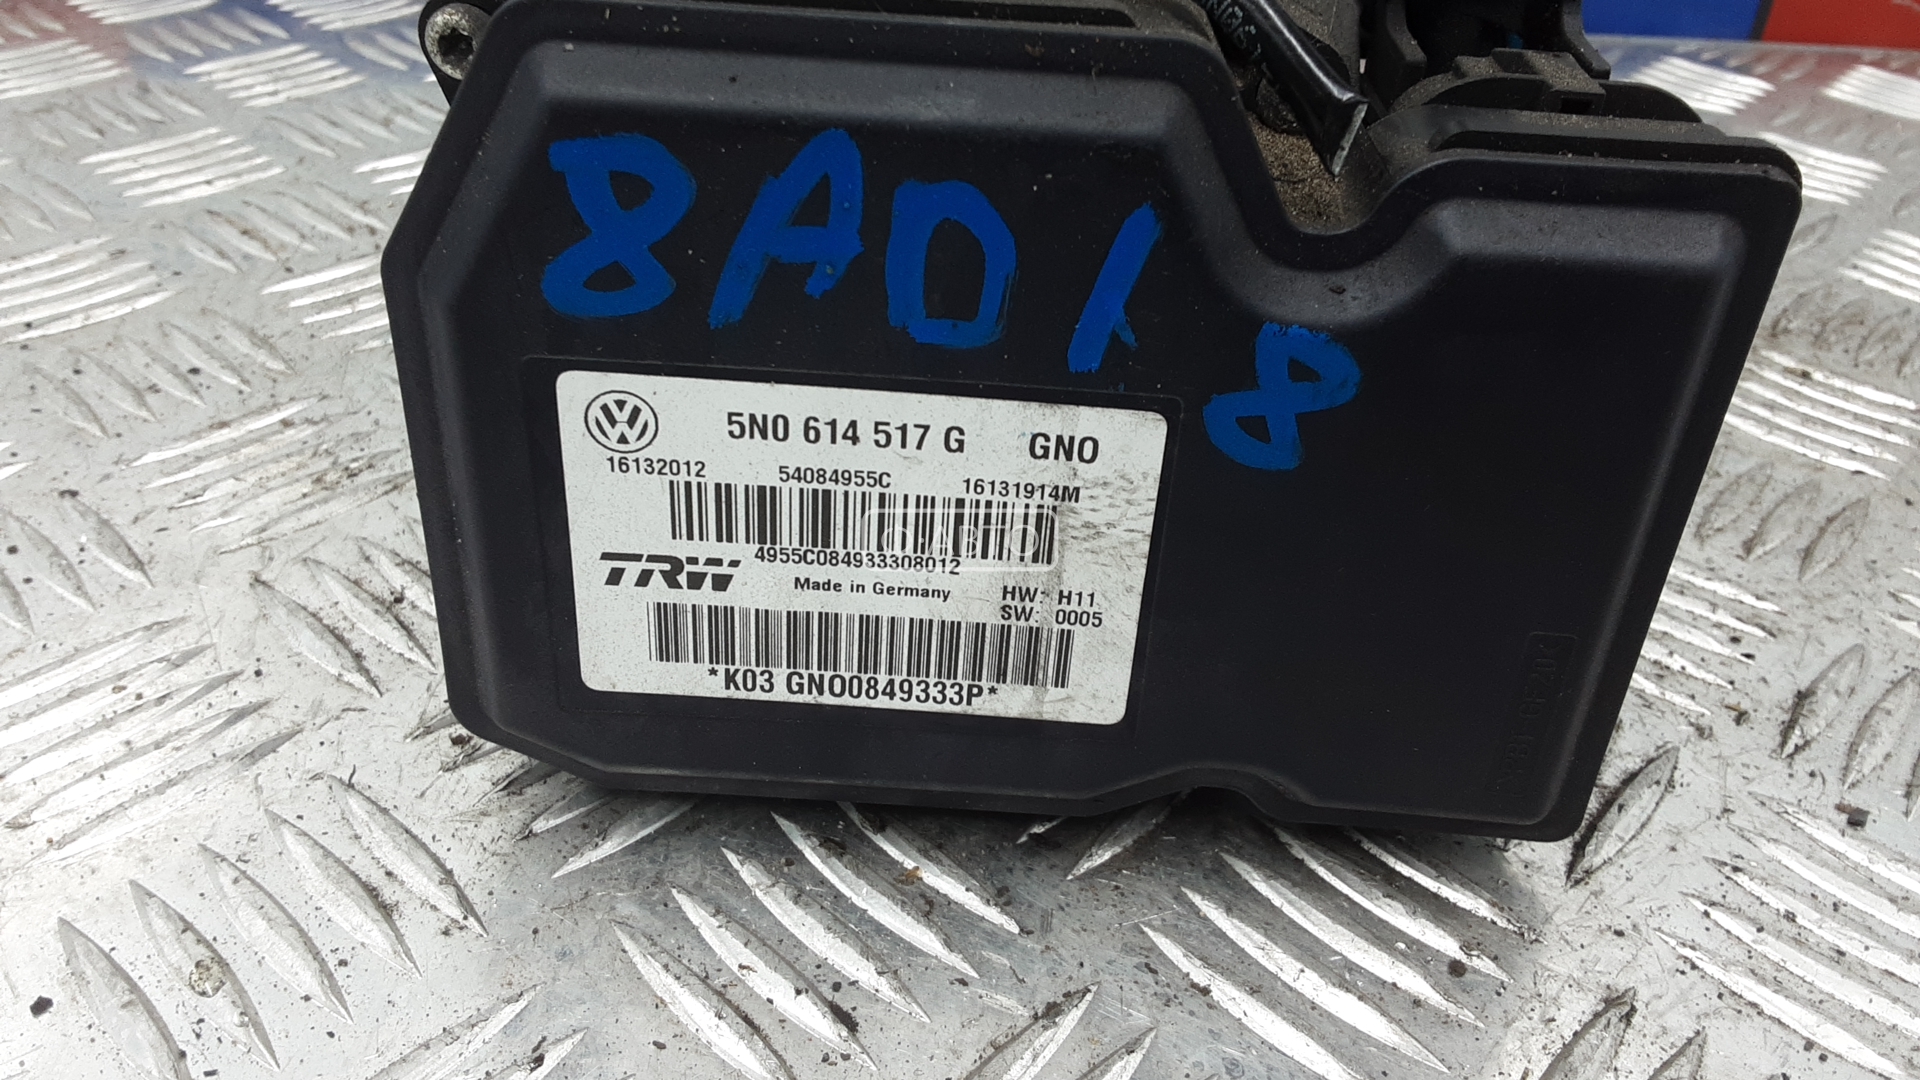 8AD1 8
5N0 614 517 G GNO
16132012 54084955C 16131914M
О-АВТО
4955C084933308012
TRW
Made in Germany
HW: H11
SW: 0005
*K03 GNO0849333P*